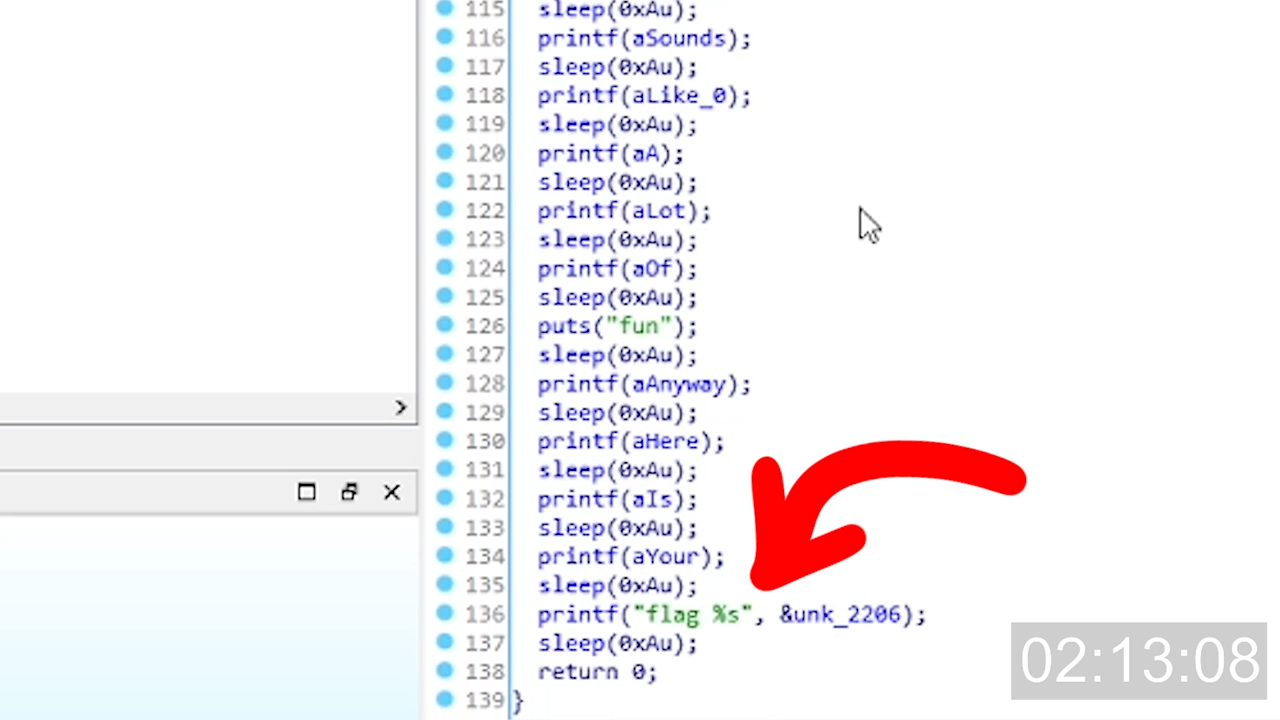 115 sleep(0xAu);
116 printf(aSounds);
117 sleep(0xAu);
118 printf(aLike_0);
119 sleep(0xAu);
120 printf(aA);
121 sleep(0xAu);
122 printf(aLot);
123 sleep(0xAu);
124 printf(aOf);
125 sleep(0xAu);
126 puts("fun");
127 sleep(0xAu);
128 printf(aAnyway);
129 sleep(0xAu);
130 printf(aHere);
131 sleep(0xAu);
132 printf(aIs);
133 sleep(0xAu);
134 printf(aYour);
135 sleep(0xAu);
136 printf("flag %s", &unk_2206);
137 sleep(0xAu);
138 return 0;
139 }
02:13:08